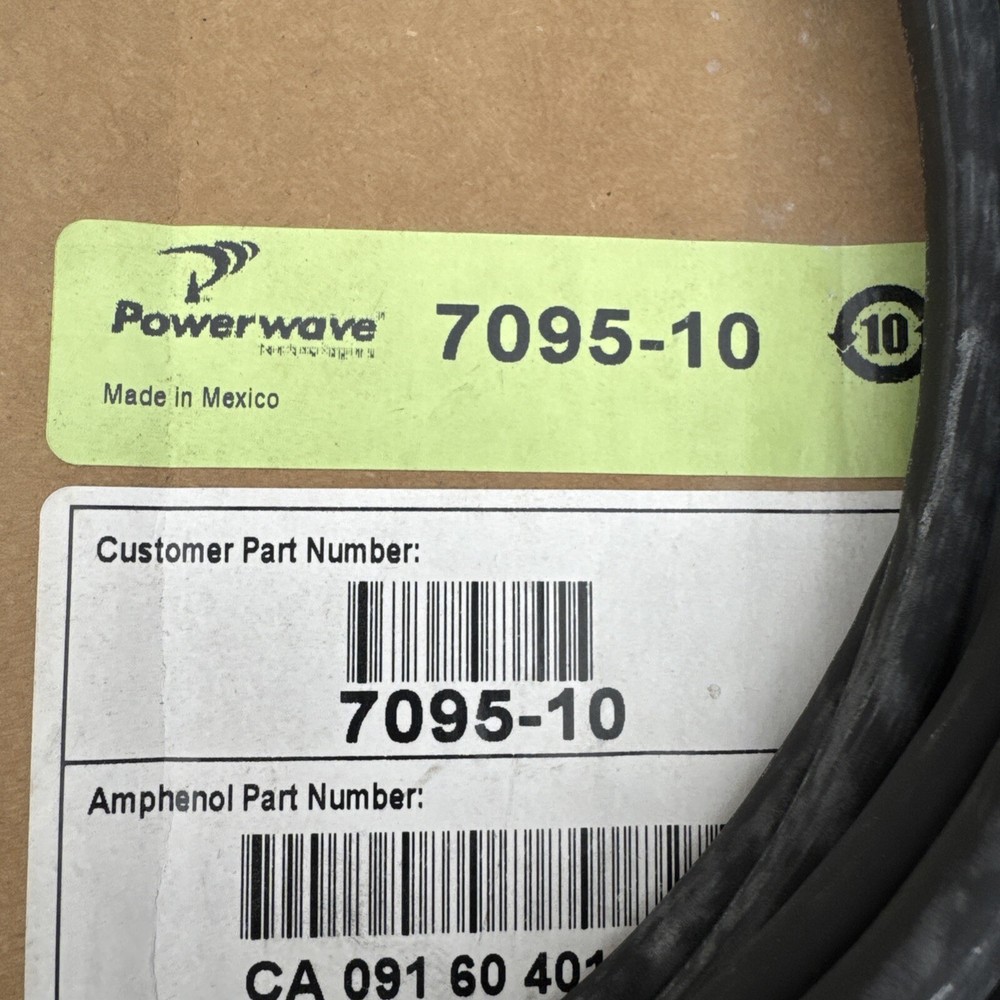 Powerwave
7095-10
10
Made in Mexico
Customer Part Number:
7095-10
Amphenol Part Number:
CA 091 60 401